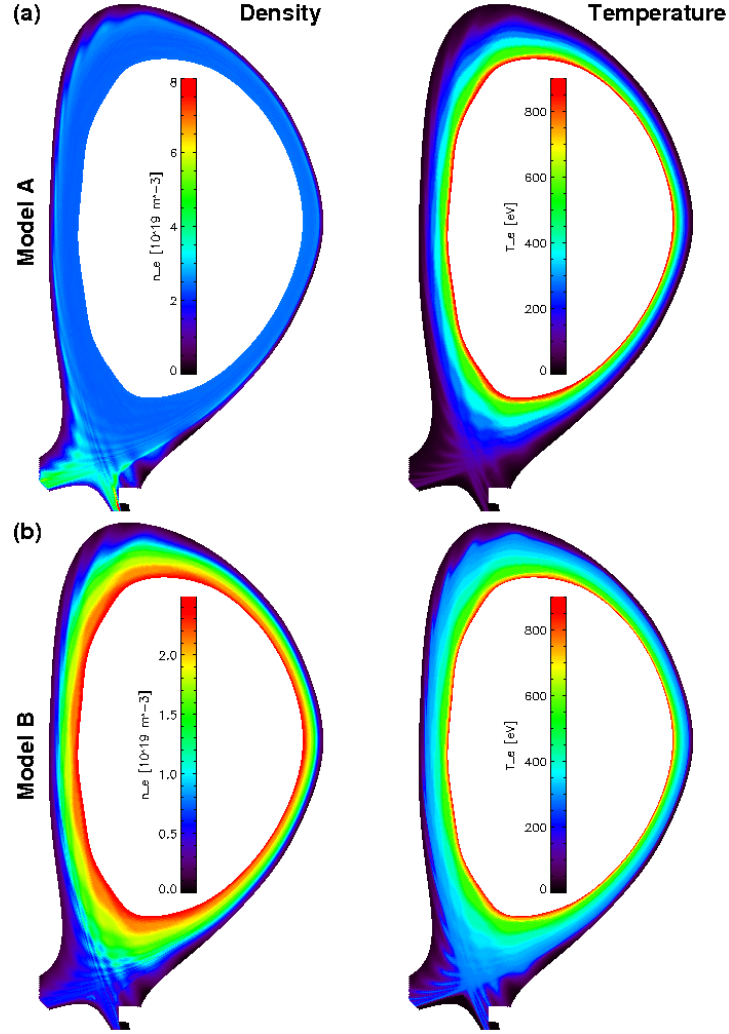 (a) Density Temperature
Model A
8
6
4
2
0
n_e [10^19 m^-3]
800
600
400
200
0
T_e [eV]
(b)
Model B
2.0
1.5
1.0
0.5
0.0
n_e [10^19 m^-3]
800
600
400
200
0
T_e [eV]